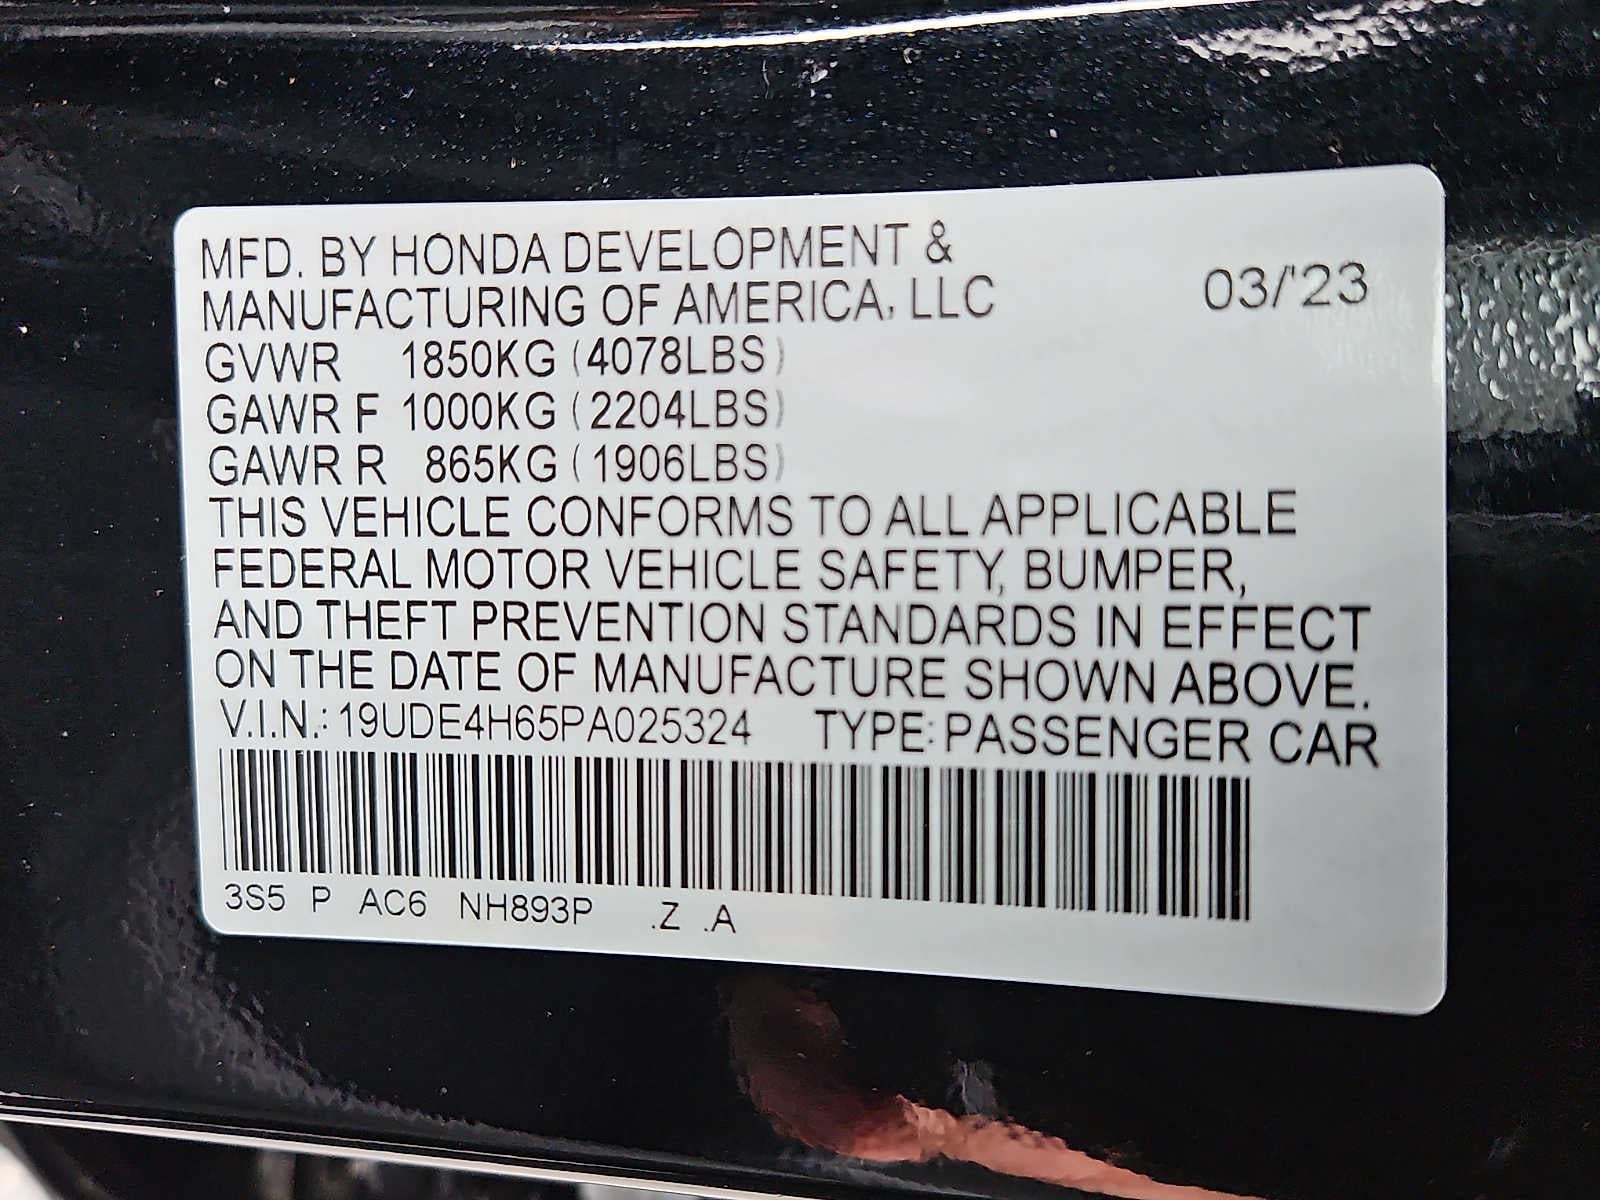 MFD. BY HONDA DEVELOPMENT &
MANUFACTURING OF AMERICA, LLC 03/'23
GVWR 1850KG (4078LBS)
GAWR F 1000KG (2204LBS)
GAWR R 865KG (1906LBS)
THIS VEHICLE CONFORMS TO ALL APPLICABLE
FEDERAL MOTOR VEHICLE SAFETY, BUMPER,
AND THEFT PREVENTION STANDARDS IN EFFECT
ON THE DATE OF MANUFACTURE SHOWN ABOVE.
V.I.N.: 19UDE4H65PA025324 TYPE: PASSENGER CAR
3S5 P AC6 NH893P .Z .A